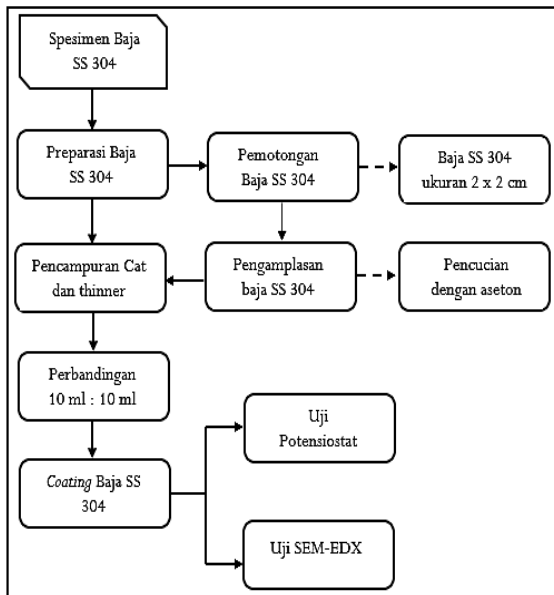 Spesimen Baja
SS 304
Preparasi Baja
SS 304
Pemotongan
Baja SS 304
Baja SS 304
ukuran 2 x 2 cm
Pencampuran Cat
dan thinner
Pengamplasan
baja SS 304
Pencucian
dengan aseton
Perbandingan
10 ml : 10 ml
Coating Baja SS
304
Uji
Potensiostat
Uji SEM-EDX